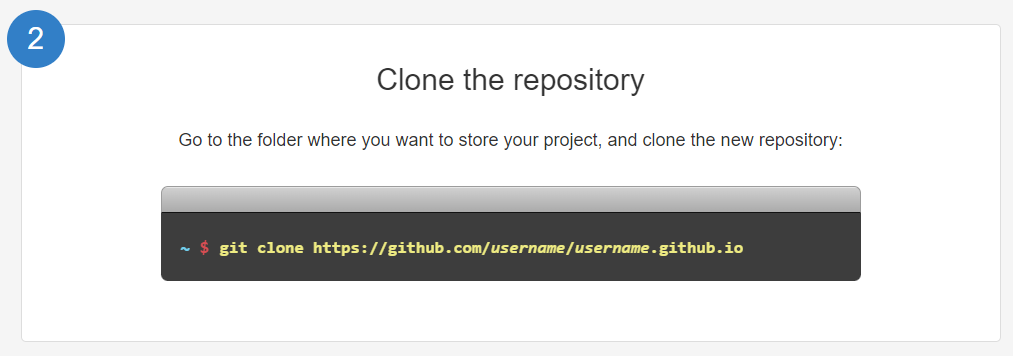 2
Clone the repository
Go to the folder where you want to store your project, and clone the new repository:
~ $ git clone https://github.com/username/username.github.io